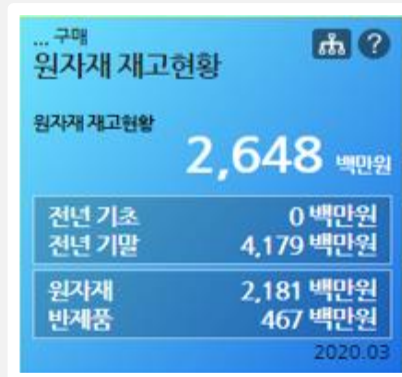 ... 구매
원자재 재고현황
?
원자재 재고현황
2,648 백만원
전년 기초 0 백만원
전년 기말 4,179 백만원
원자재 2,181 백만원
반제품 467 백만원
2020.03